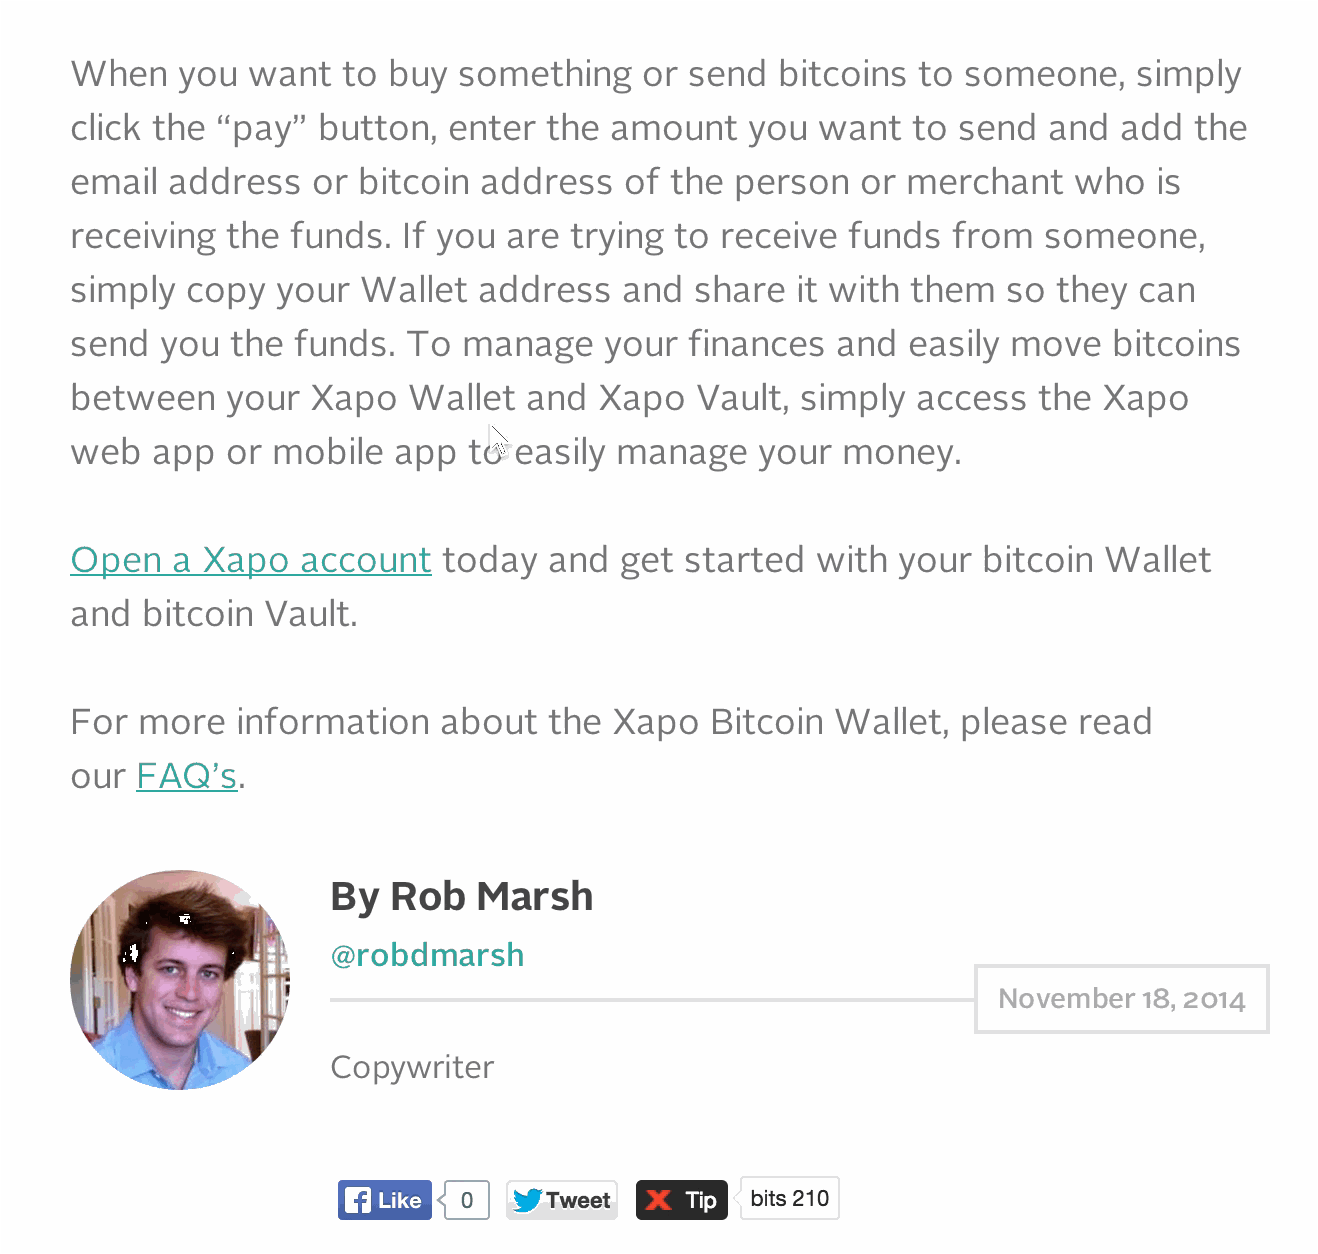 When you want to buy something or send bitcoins to someone, simply
click the “pay” button, enter the amount you want to send and add the
email address or bitcoin address of the person or merchant who is
receiving the funds. If you are trying to receive funds from someone,
simply copy your Wallet address and share it with them so they can
send you the funds. To manage your finances and easily move bitcoins
between your Xapo Wallet and Xapo Vault, simply access the Xapo
web app or mobile app to easily manage your money.
Open a Xapo account today and get started with your bitcoin Wallet
and bitcoin Vault.
For more information about the Xapo Bitcoin Wallet, please read
our FAQ’s.
By Rob Marsh
@robdmarsh
November 18, 2014
Copywriter
Like 0 Tweet Tip bits 210